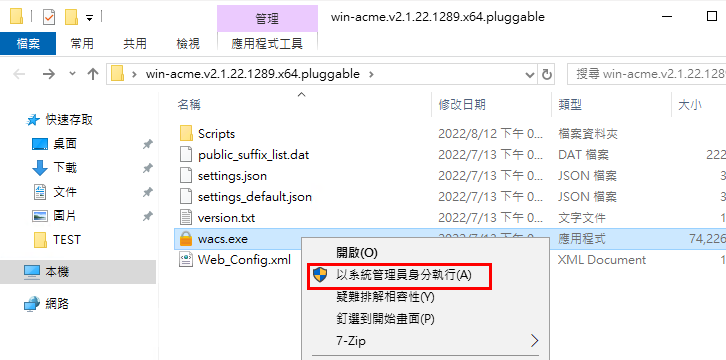 管理
win-acme.v2.1.22.1289.x64.pluggable
檔案
常用
共用
檢視
應用程式工具
win-acme.v2.1.22.1289.x64.pluggable
搜尋 win-acme.v2.1.22.1289
名稱
修改日期
類型
大小
快速存取
桌面
下載
文件
圖片
TEST
本機
網路
Scripts 2022/8/12 下午 0... 檔案資料夾
public_suffix_list.dat 2022/7/13 下午 0... DAT 檔案 222
settings.json 2022/7/13 下午 0... JSON 檔案 3
settings_default.json 2022/7/13 下午 0... JSON 檔案 3
version.txt 2022/7/13 下午 0... 文字文件 1
wacs.exe 應用程式 74,226
Web_Config.xml XML Document 1
開啟(O)
以系統管理員身分執行(A)
疑難排解相容性(Y)
釘選到開始畫面(P)
7-Zip